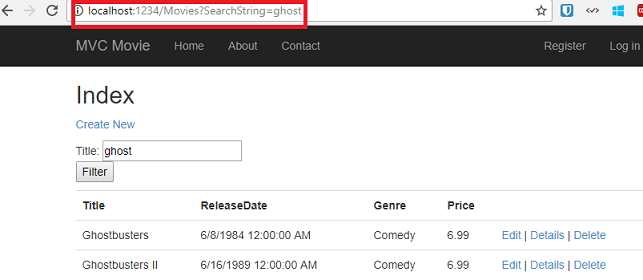 localhost:1234/Movies?SearchString=ghost
MVC Movie Home About Contact Register Log in
Index
Create New
Title: ghost
Filter
Title ReleaseDate Genre Price
Ghostbusters 6/8/1984 12:00:00 AM Comedy 6.99 Edit | Details | Delete
Ghostbusters II 6/16/1989 12:00:00 AM Comedy 6.99 Edit | Details | Delete